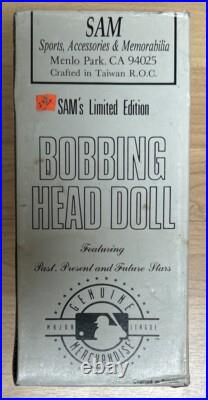 SAM
Sports, Accessories & Memorabilia
Menlo Park, CA 94025
Crafted in Taiwan R.O.C.
SAM's Limited Edition
BOBBING
HEAD DOLL
Featuring
Past, Present and Future Stars
GENUINE
MAJOR LEAGUE
MERCHANDISE